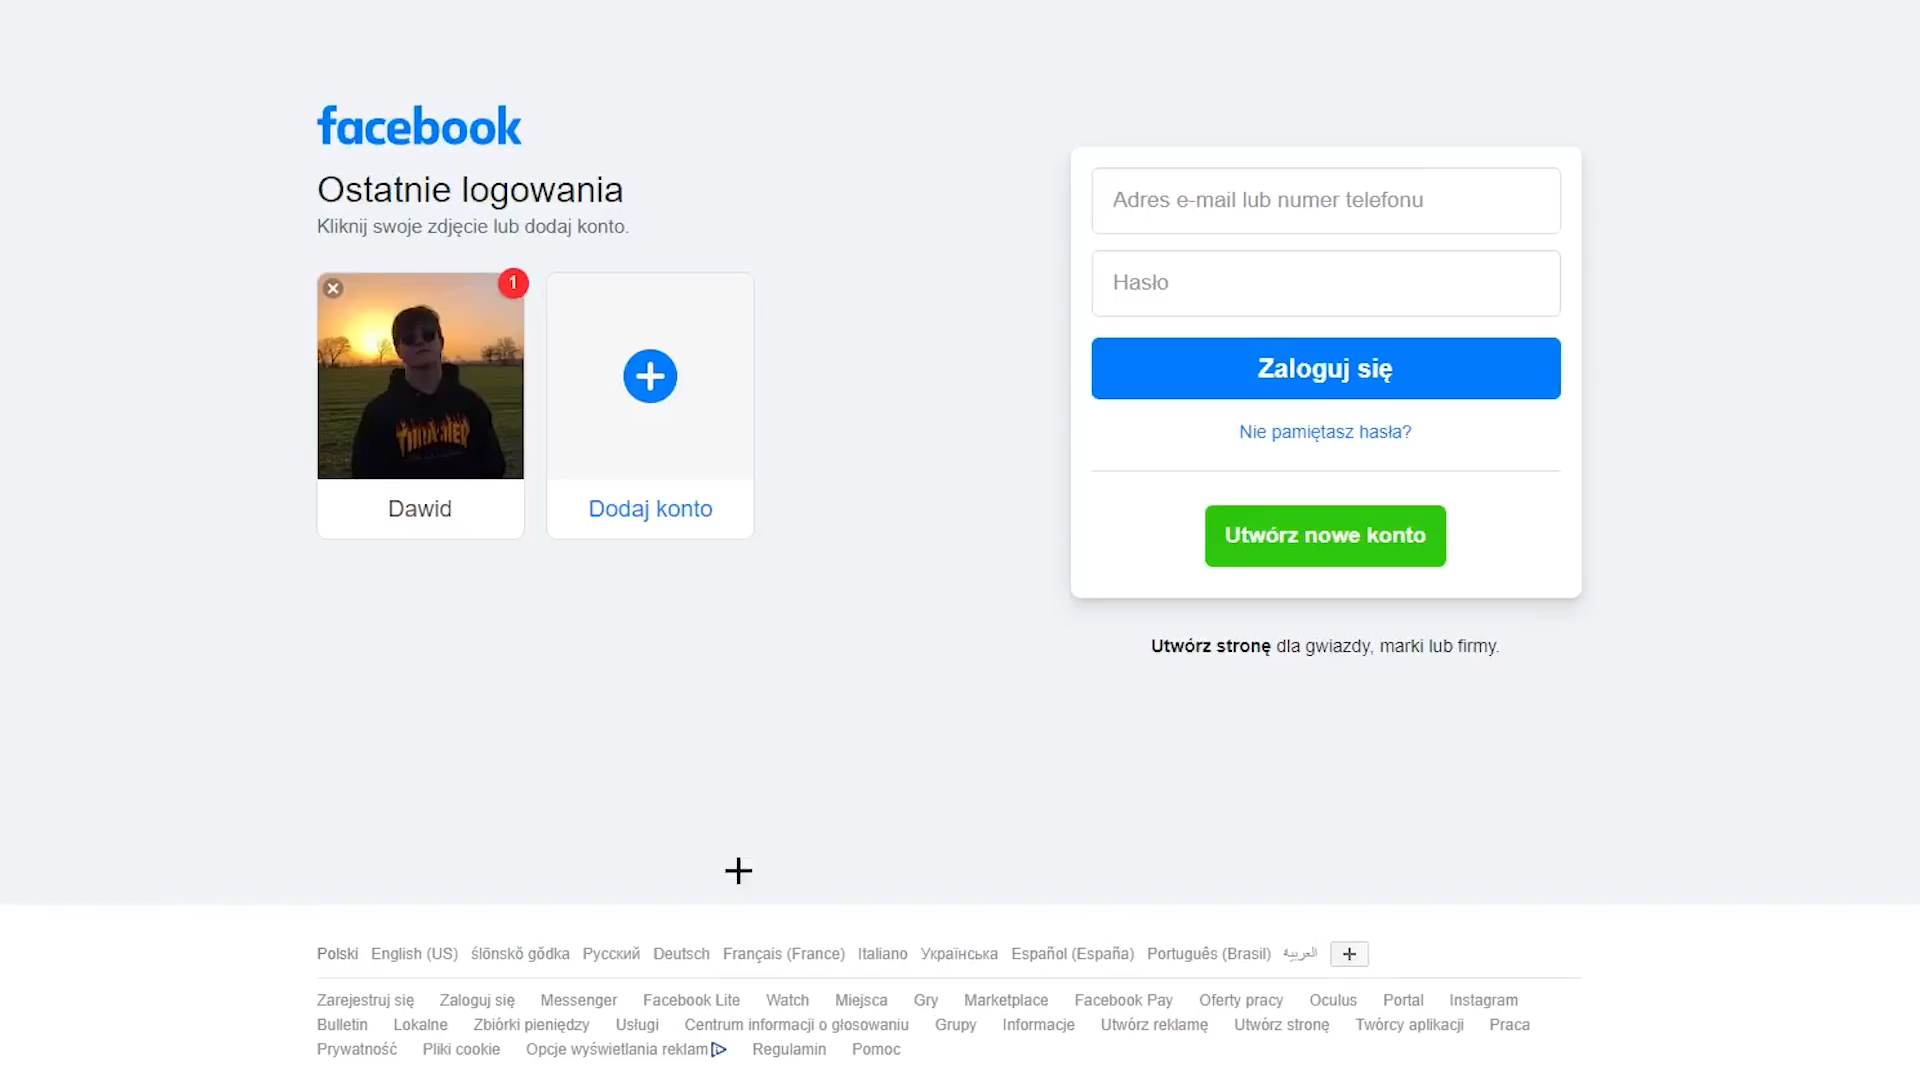 facebook
Ostatnie logowania
Kliknij swoje zdjęcie lub dodaj konto.
1
THRASHER
Dawid
Dodaj konto
Adres e-mail lub numer telefonu
Hasło
Zaloguj się
Nie pamiętasz hasła?
Utwórz nowe konto
Utwórz stronę dla gwiazdy, marki lub firmy.
Polski English (US) ślōnskŏ gŏdka Русский Deutsch Français (France) Italiano Українська Español (España) Português (Brasil) العربية
Zarejestruj się Zaloguj się Messenger Facebook Lite Watch Miejsca Gry Marketplace Facebook Pay Oferty pracy Oculus Portal Instagram
Bulletin Lokalne Zbiórki pieniędzy Usługi Centrum informacji o głosowaniu Grupy Informacje Utwórz reklamę Utwórz stronę Twórcy aplikacji Praca
Prywatność Pliki cookie Opcje wyświetlania reklam Regulamin Pomoc